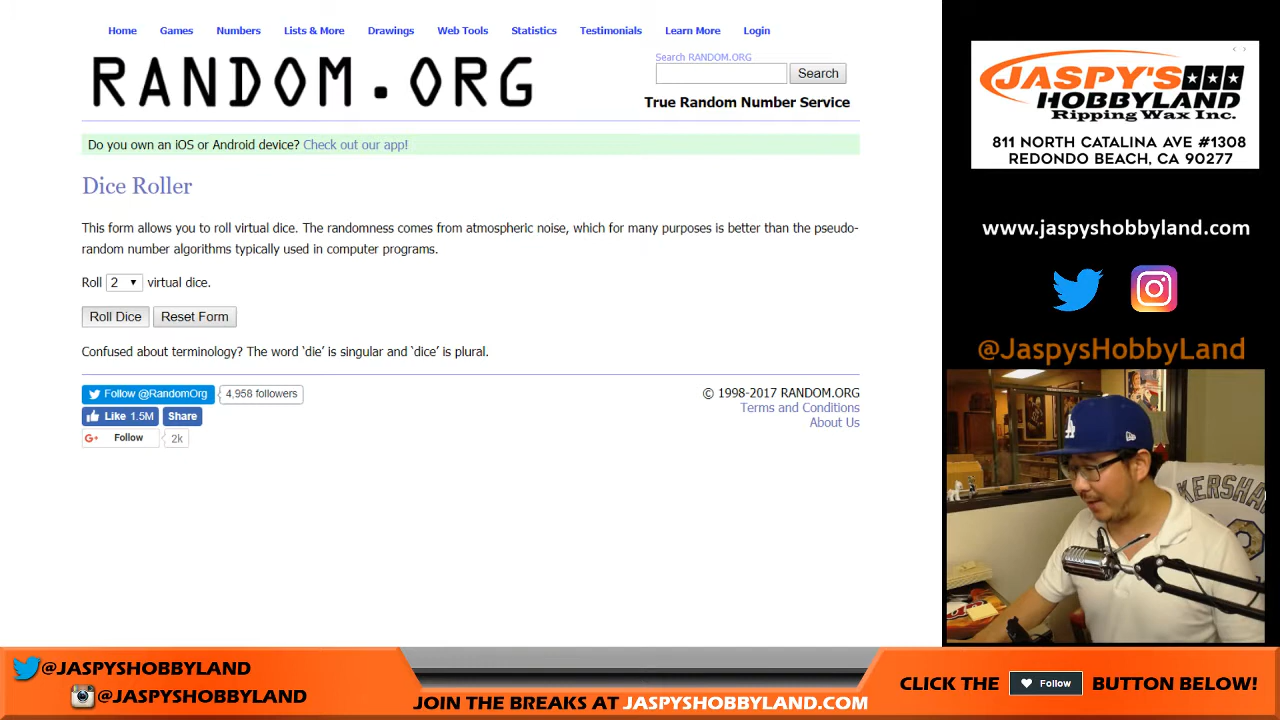 Home Games Numbers Lists & More Drawings Web Tools Statistics Testimonials Learn More Login
RANDOM.ORG
Search RANDOM.ORG
Search
True Random Number Service
Do you own an iOS or Android device? Check out our app!
Dice Roller
This form allows you to roll virtual dice. The randomness comes from atmospheric noise, which for many purposes is better than the pseudo-
random number algorithms typically used in computer programs.
Roll 2 virtual dice.
Roll Dice Reset Form
Confused about terminology? The word ‘die’ is singular and ‘dice’ is plural.
Follow @RandomOrg 4,958 followers
Like 1.5M Share
G+ Follow 2k
© 1998-2017 RANDOM.ORG
Terms and Conditions
About Us
JASPY'S
HOBBYLAND
Ripping Wax Inc.
811 NORTH CATALINA AVE #1308
REDONDO BEACH, CA 90277
www.jaspyshobbyland.com
@JaspysHobbyLand
LA
KERSHA
@JASPYSHOBBYLAND
@JASPYSHOBBYLAND
JOIN THE BREAKS AT JASPYSHOBBYLAND.COM
CLICK THE Follow BUTTON BELOW!